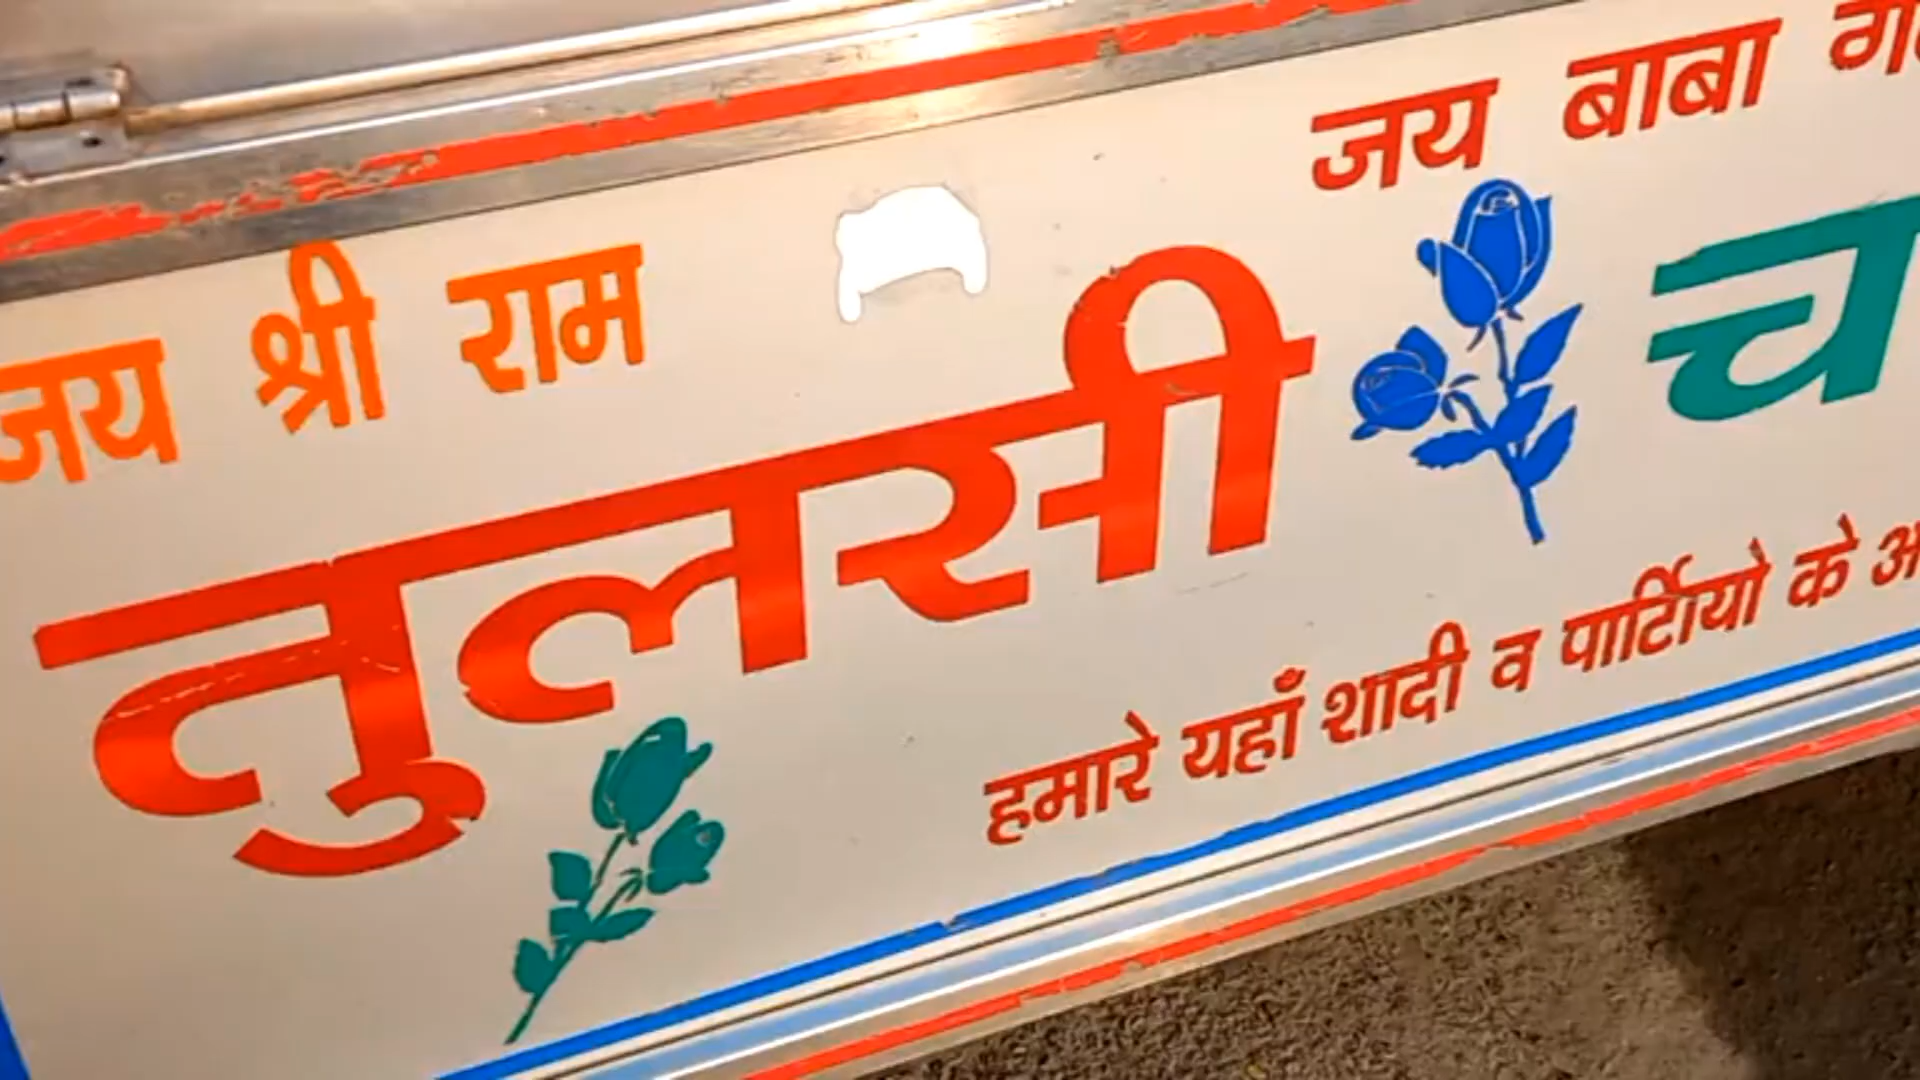 जय श्री राम
जय बाबा
तुलसी
हमारे यहाँ शादी व पार्टियो के